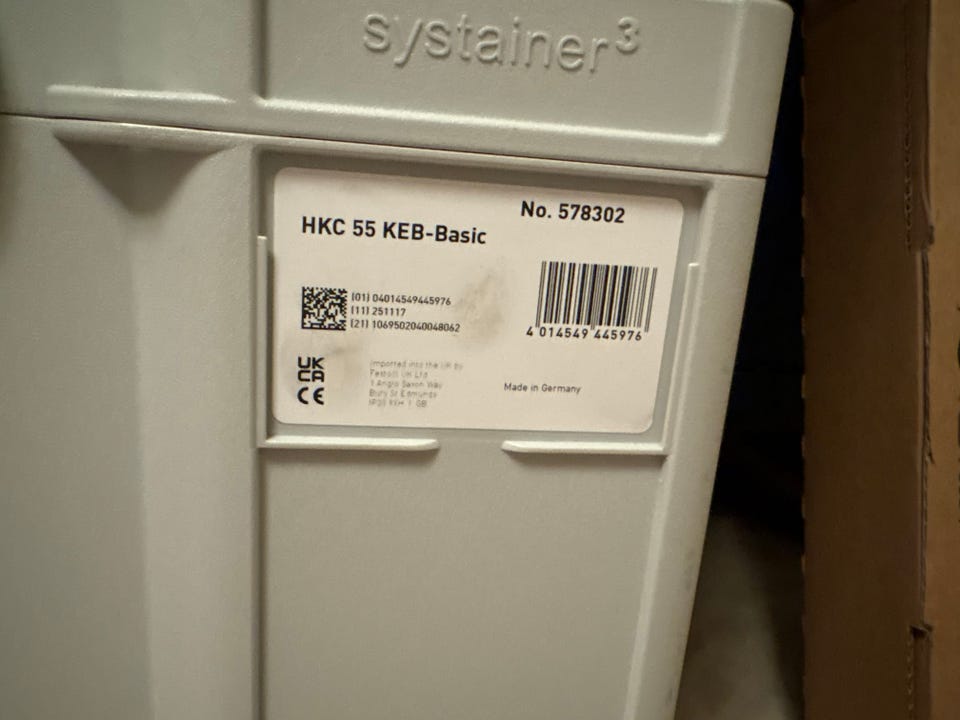 systainer³
No. 578302
HKC 55 KEB-Basic
(01) 04014549445976
(11) 251117
(21) 1069502040048062
4 014549 445976
UK
CA
CE
Imported into the UK by
Festool UK Ltd
1 Anglo Saxon Way
Bury St Edmunds
GB
Made in Germany